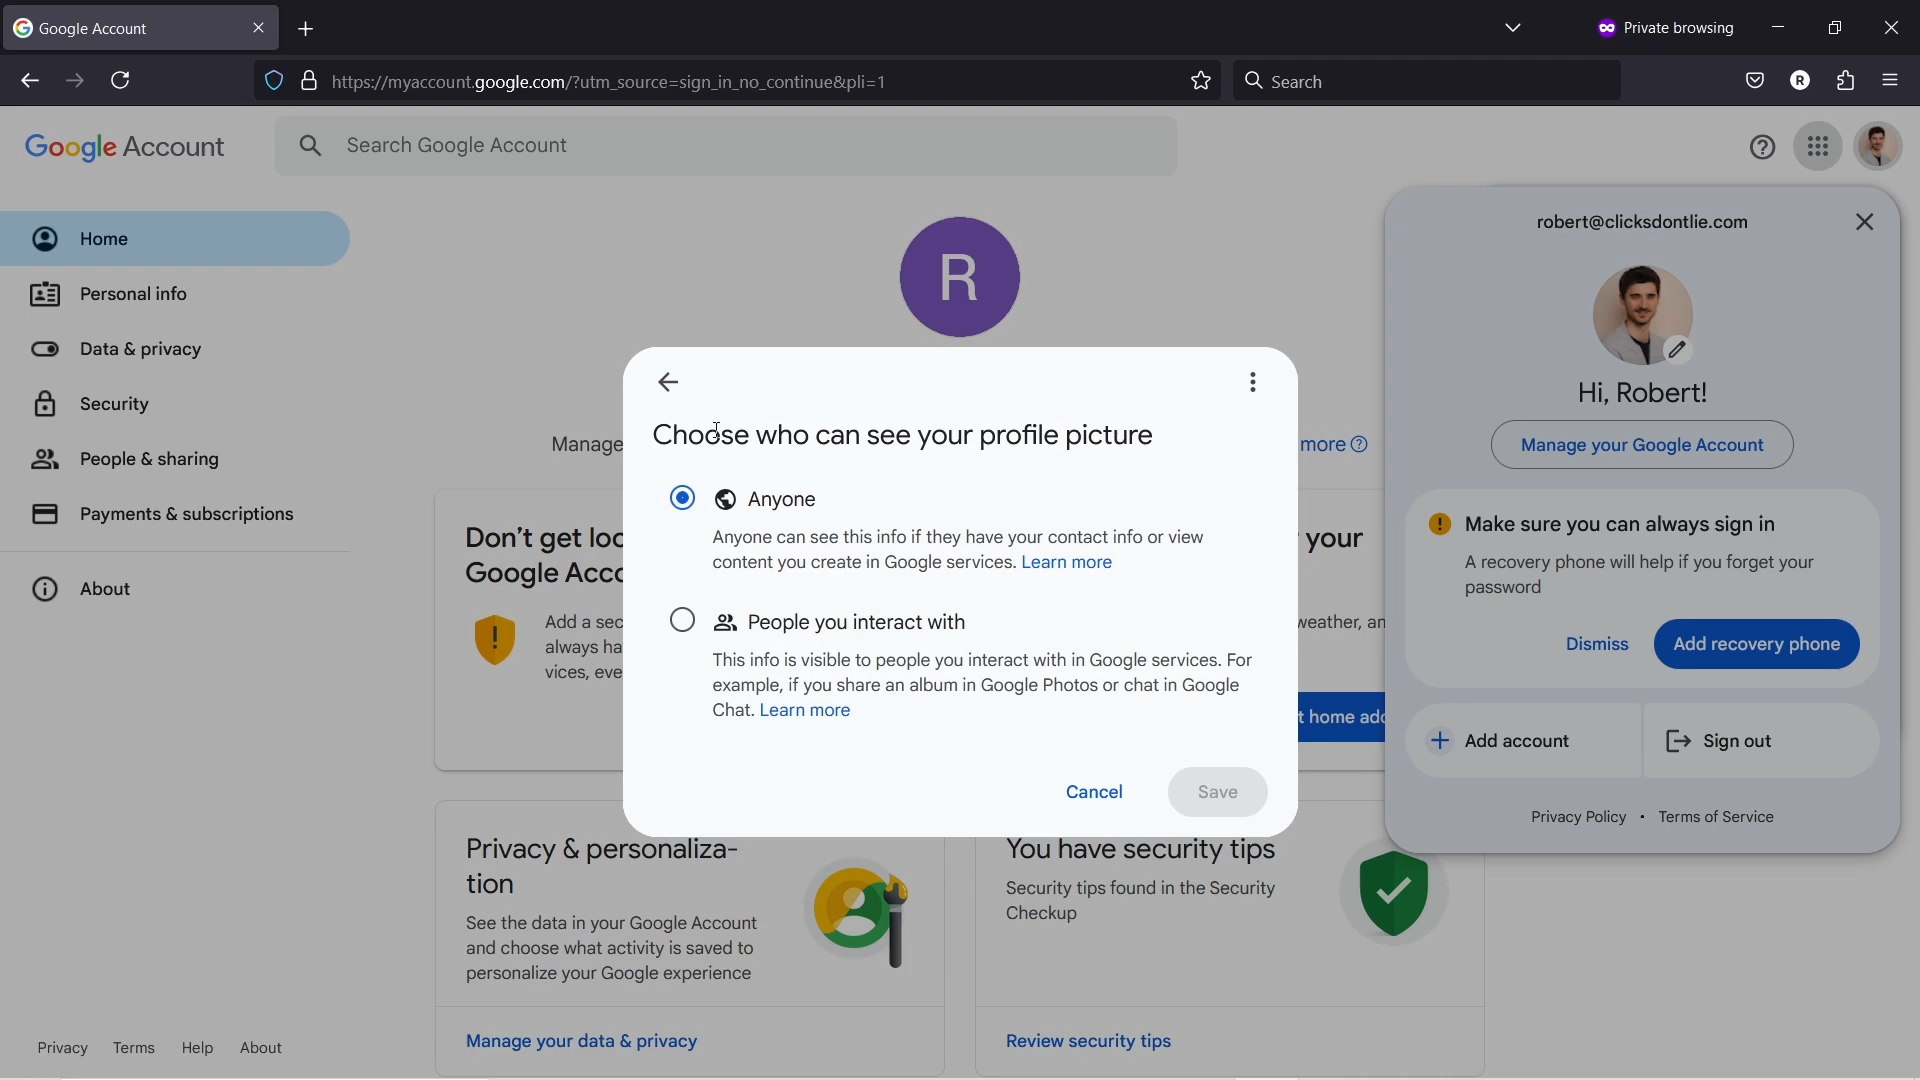 Google Account
Private browsing
https://myaccount.google.com/?utm_source=sign_in_no_continue&pli=1
Search
R
Google Account
Search Google Account
Home
Personal info
Data & privacy
Security
People & sharing
Payments & subscriptions
About
R
Manage
more
Don't get loc
Google Acco
Add a sec
always ha
vices, eve
your
weather, an
t home add
Choose who can see your profile picture
Anyone
Anyone can see this info if they have your contact info or view
content you create in Google services. Learn more
People you interact with
This info is visible to people you interact with in Google services. For
example, if you share an album in Google Photos or chat in Google
Chat. Learn more
Cancel
Save
robert@clicksdontlie.com
Hi, Robert!
Manage your Google Account
Make sure you can always sign in
A recovery phone will help if you forget your
password
Dismiss
Add recovery phone
Add account
Sign out
Privacy Policy • Terms of Service
Privacy & personaliza-
tion
See the data in your Google Account
and choose what activity is saved to
personalize your Google experience
Manage your data & privacy
You have security tips
Security tips found in the Security
Checkup
Review security tips
Privacy Terms Help About